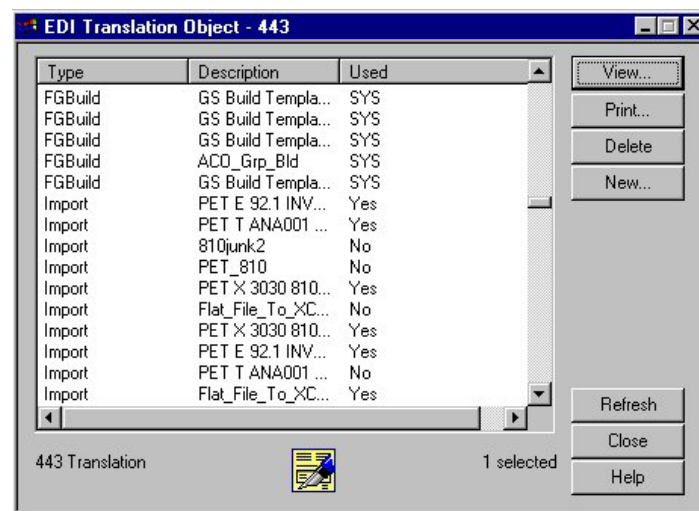 EDI Translation Object - 443
Type Description Used
FGBuild GS Build Templa... SYS
FGBuild GS Build Templa... SYS
FGBuild GS Build Templa... SYS
FGBuild ACO_Grp_Bld SYS
FGBuild GS Build Templa... SYS
Import PET E 92.1 INV... Yes
Import PET T ANA001 ... Yes
Import 810junk2 No
Import PET_810 No
Import PET X 3030 810... Yes
Import Flat_File_To_XC... No
Import PET X 3030 810... Yes
Import PET E 92.1 INV... Yes
Import PET T ANA001 ... No
Import Flat_File_To_XC... Yes
443 Translation
1 selected
View...
Print...
Delete
New...
Refresh
Close
Help